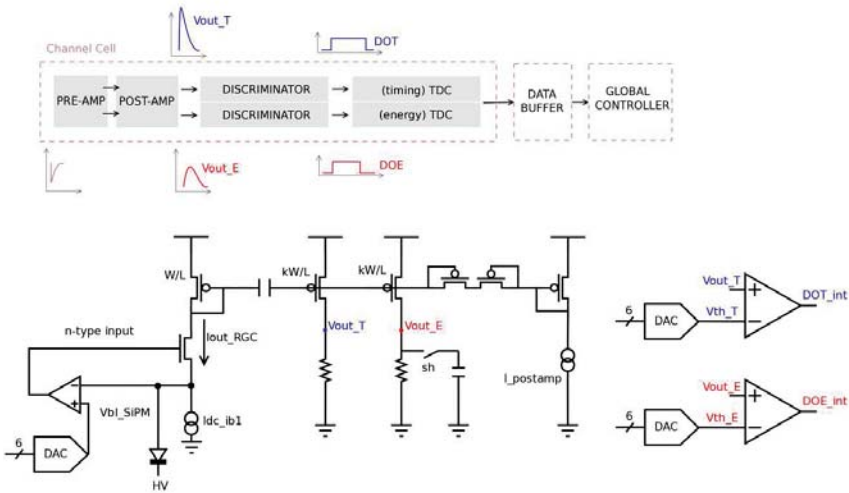 Vout_T
DOT
Channel Cell
PRE-AMP
POST-AMP
DISCRIMINATOR
(timing) TDC
DISCRIMINATOR
(energy) TDC
DATA
BUFFER
GLOBAL
CONTROLLER
Vout_E
DOE
W/L
kW/L
kW/L
n-type input
Iout_RGC
Vout_T
Vout_E
sh
I_postamp
Vbl_SiPM
Idc_ib1
6
DAC
HV
Vout_T
DOT_int
6
DAC
Vth_T
Vout_E
DOE_int
6
DAC
Vth_E